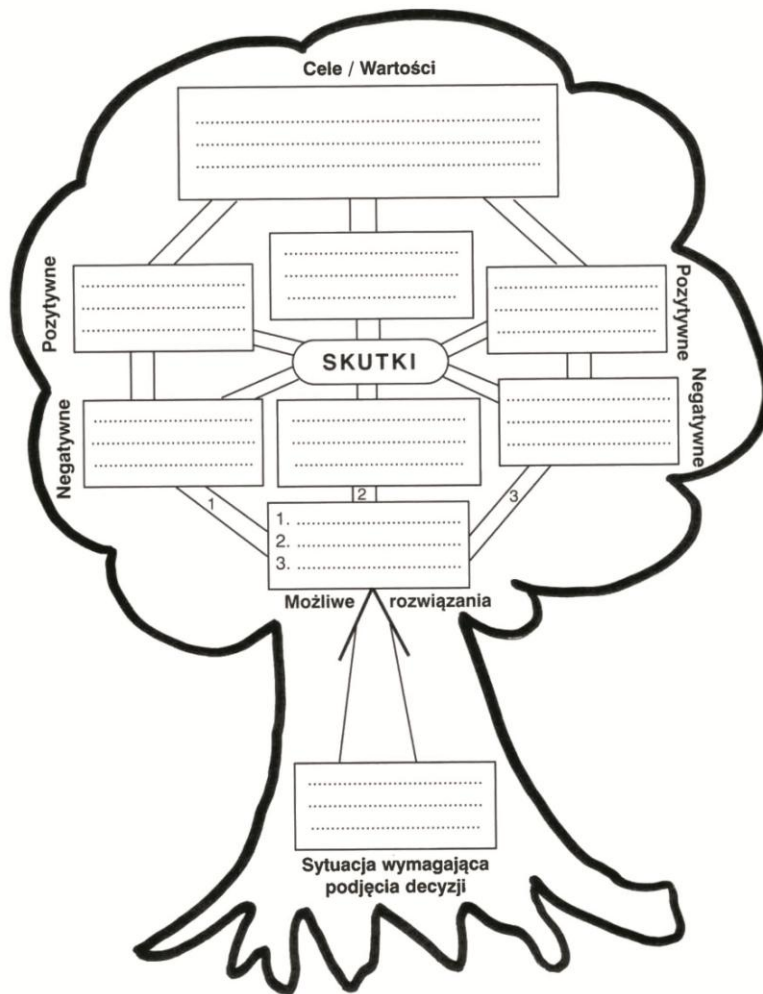 Cele / Wartości
Pozytywne
Pozytywne
SKUTKI
Negatywne
Negatywne
1
2
3
1.
2.
3.
Możliwe rozwiązania
Sytuacja wymagająca
podjęcia decyzji